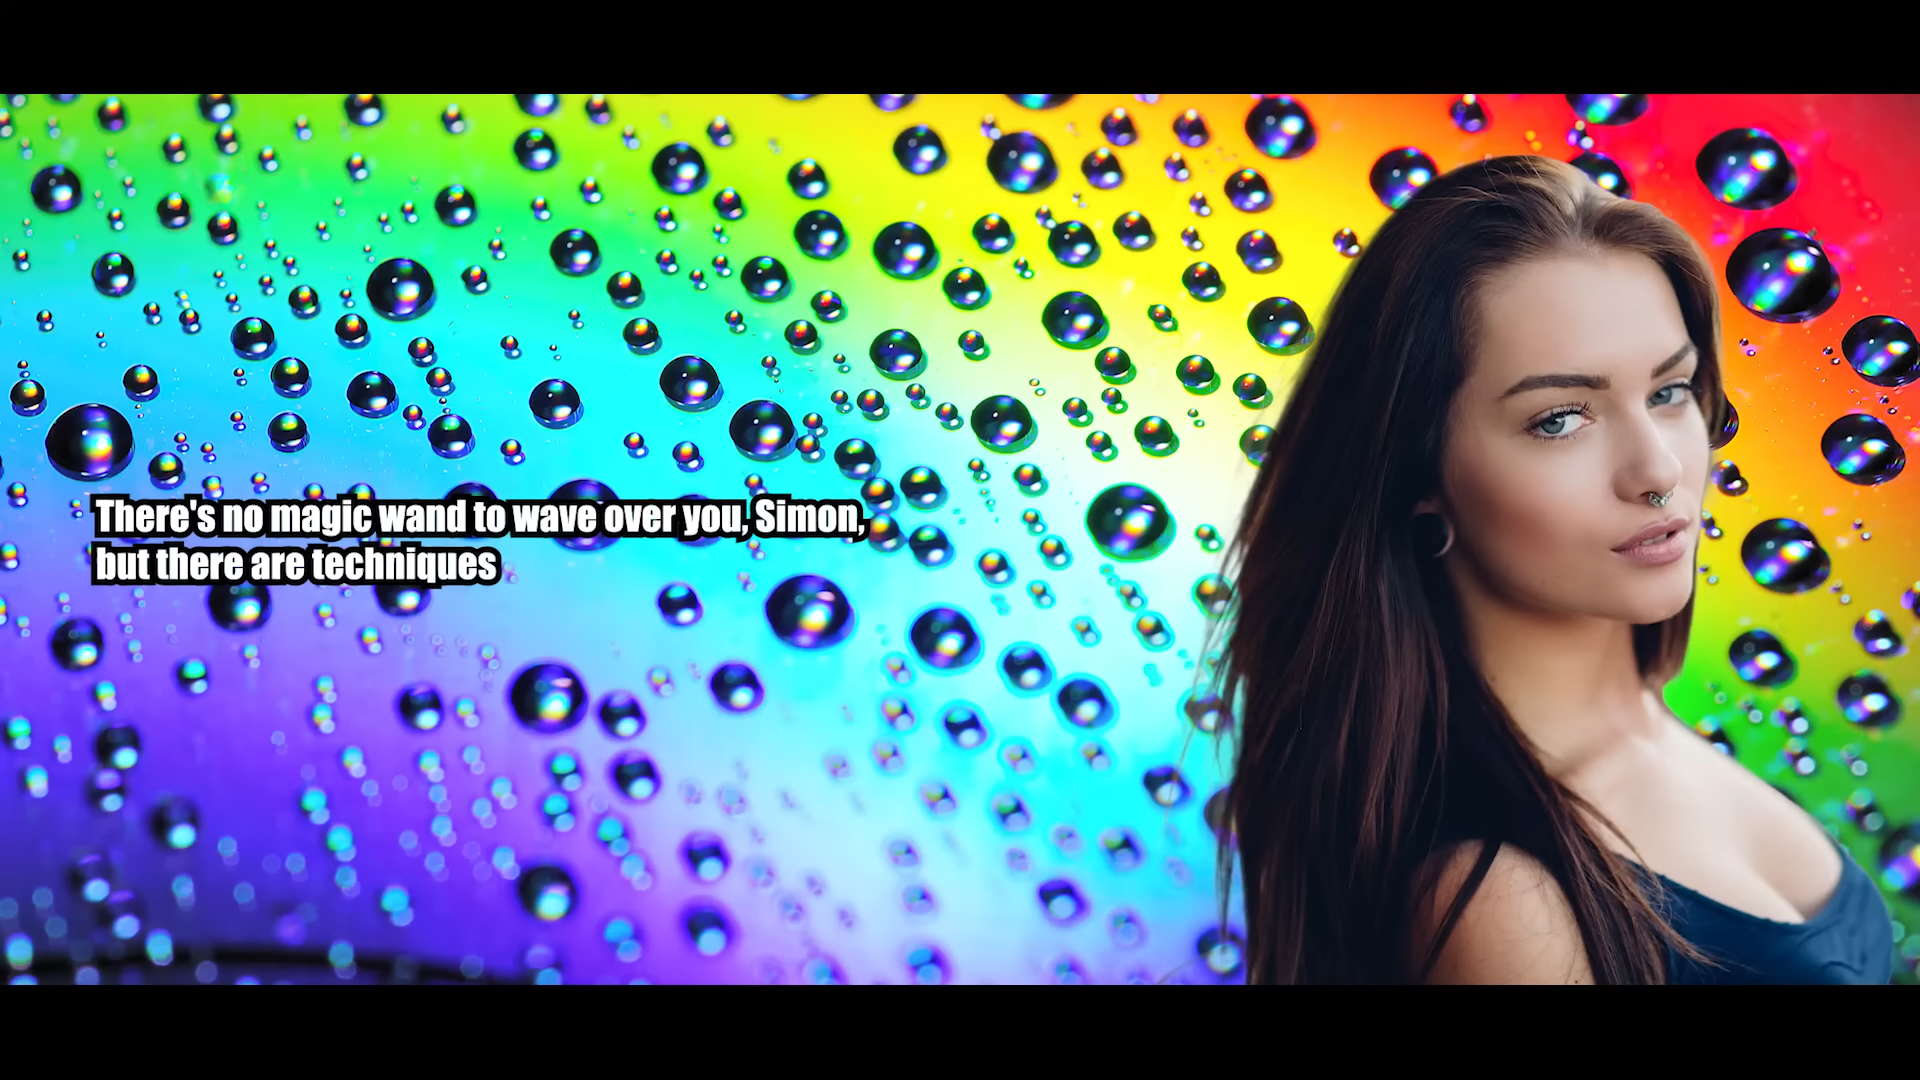 There's no magic wand to wave over you, Simon,
but there are techniques